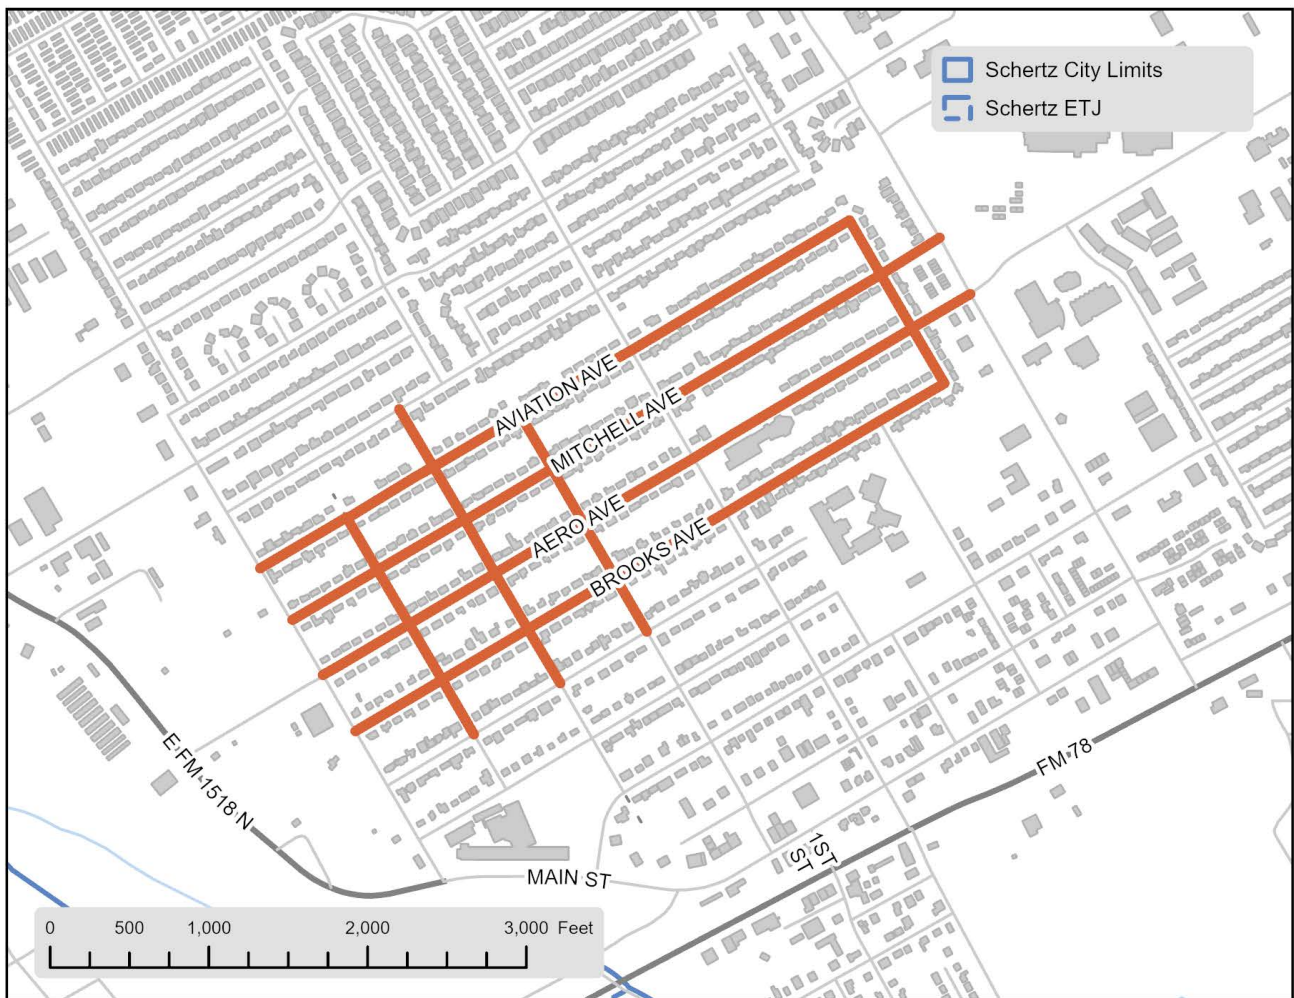 Schertz City Limits
Schertz ETJ
AVIATION AVE
MITCHELL AVE
AERO AVE
BROOKS AVE
E FM 1518 N
FM 78
1ST
ST
MAIN ST
0 500 1,000 2,000 3,000 Feet